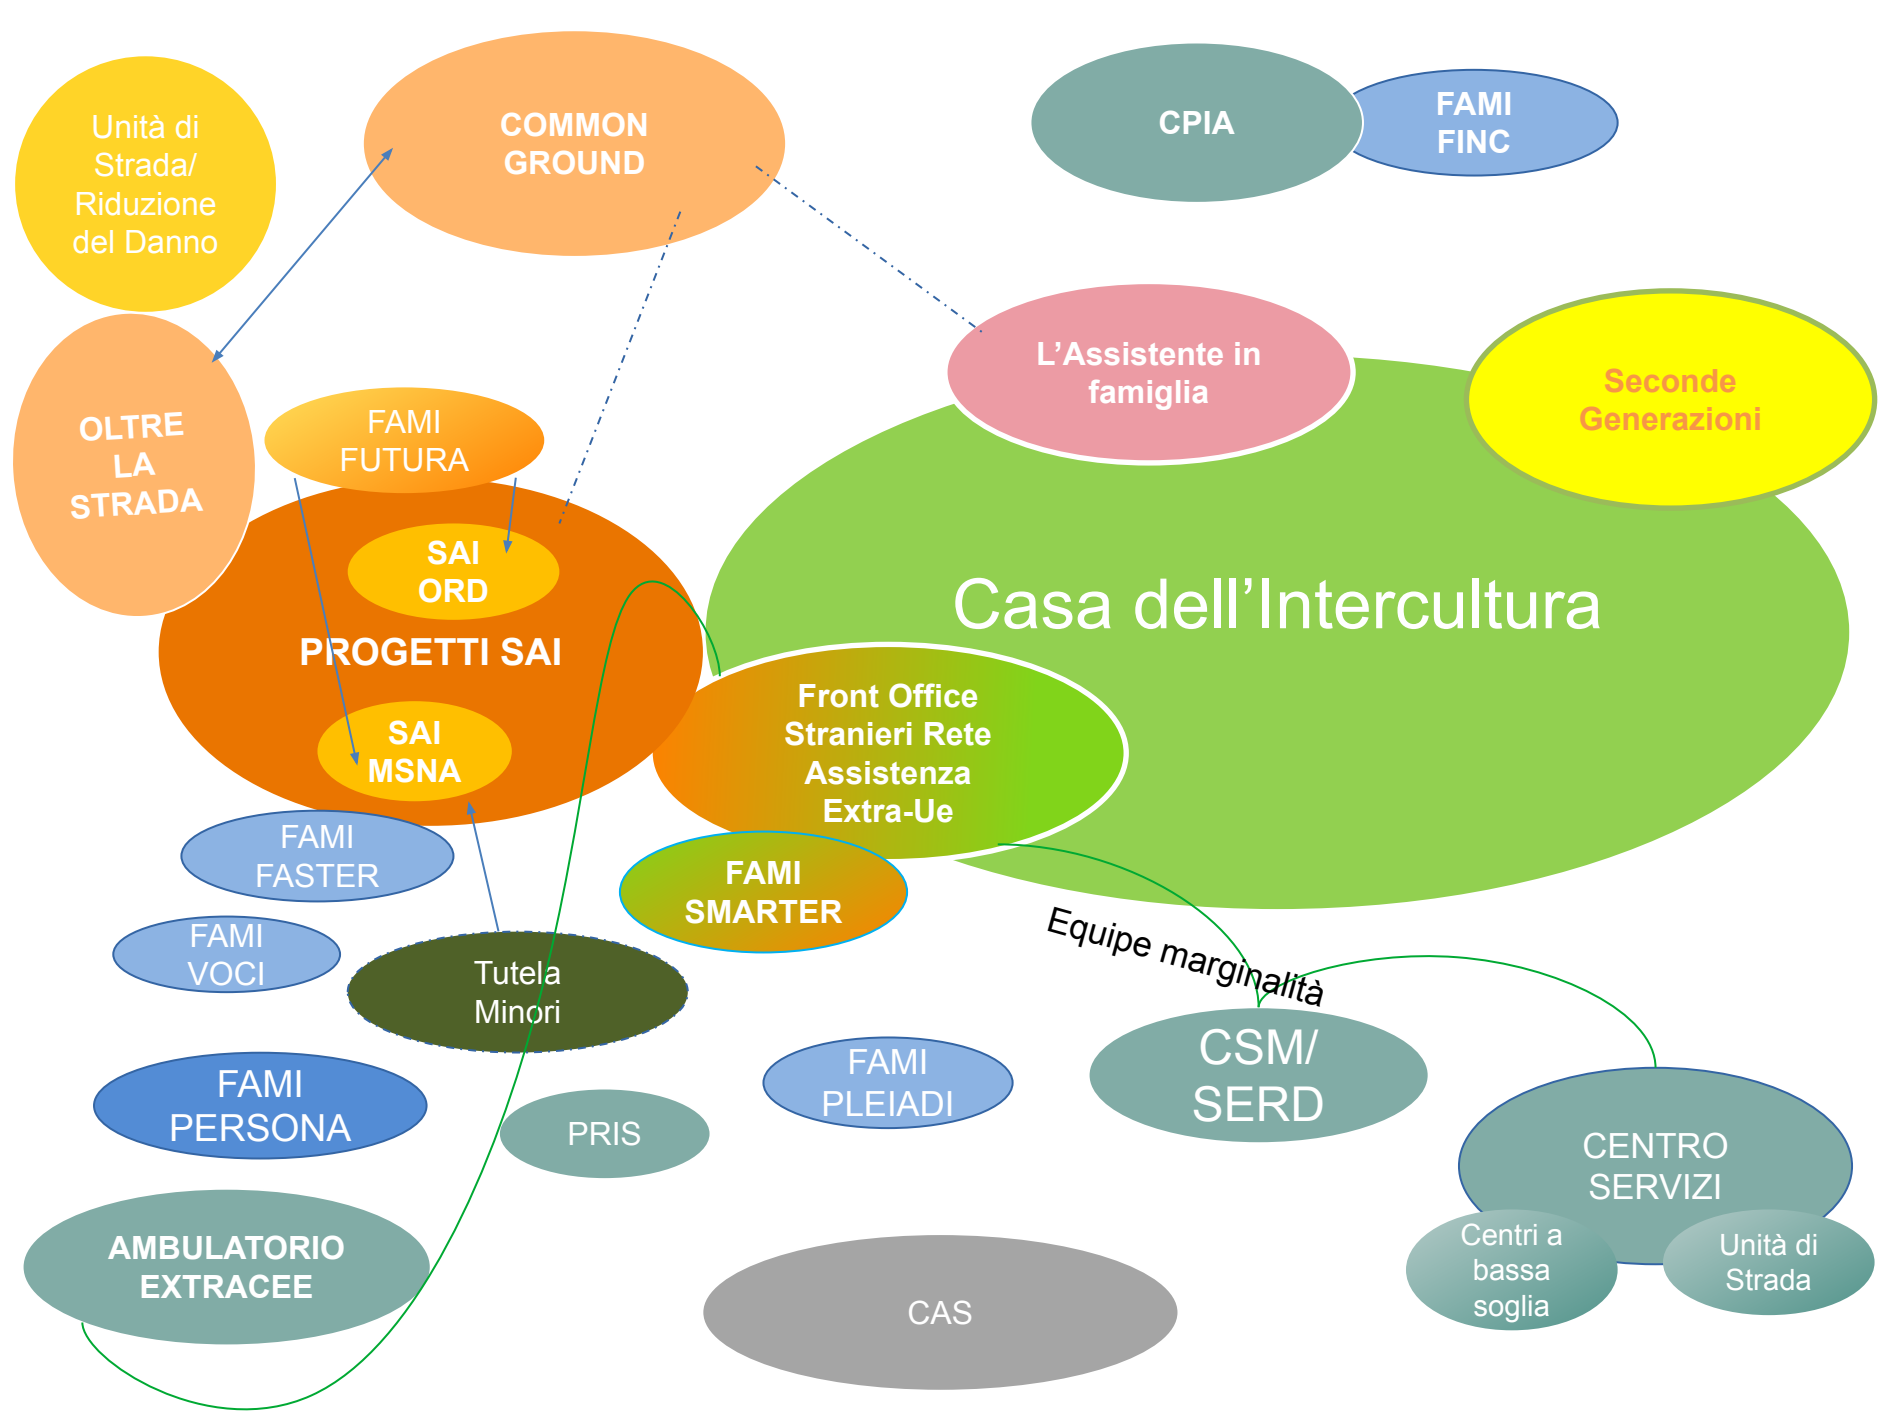 Unità di
Strada/
Riduzione
del Danno
COMMON
GROUND
CPIA
FAMI
FINC
L’Assistente in
famiglia
Seconde
Generazioni
OLTRE
LA
STRADA
FAMI
FUTURA
SAI
ORD
PROGETTI SAI
SAI
MSNA
Casa dell’Intercultura
Front Office
Stranieri Rete
Assistenza
Extra-Ue
FAMI
FASTER
FAMI
SMARTER
FAMI
VOCI
Tutela
Minori
Equipe marginalità
FAMI
PERSONA
PRIS
FAMI
PLEIADI
CSM/
SERD
CENTRO
SERVIZI
Centri a
bassa
soglia
Unità di
Strada
AMBULATORIO
EXTRACEE
CAS